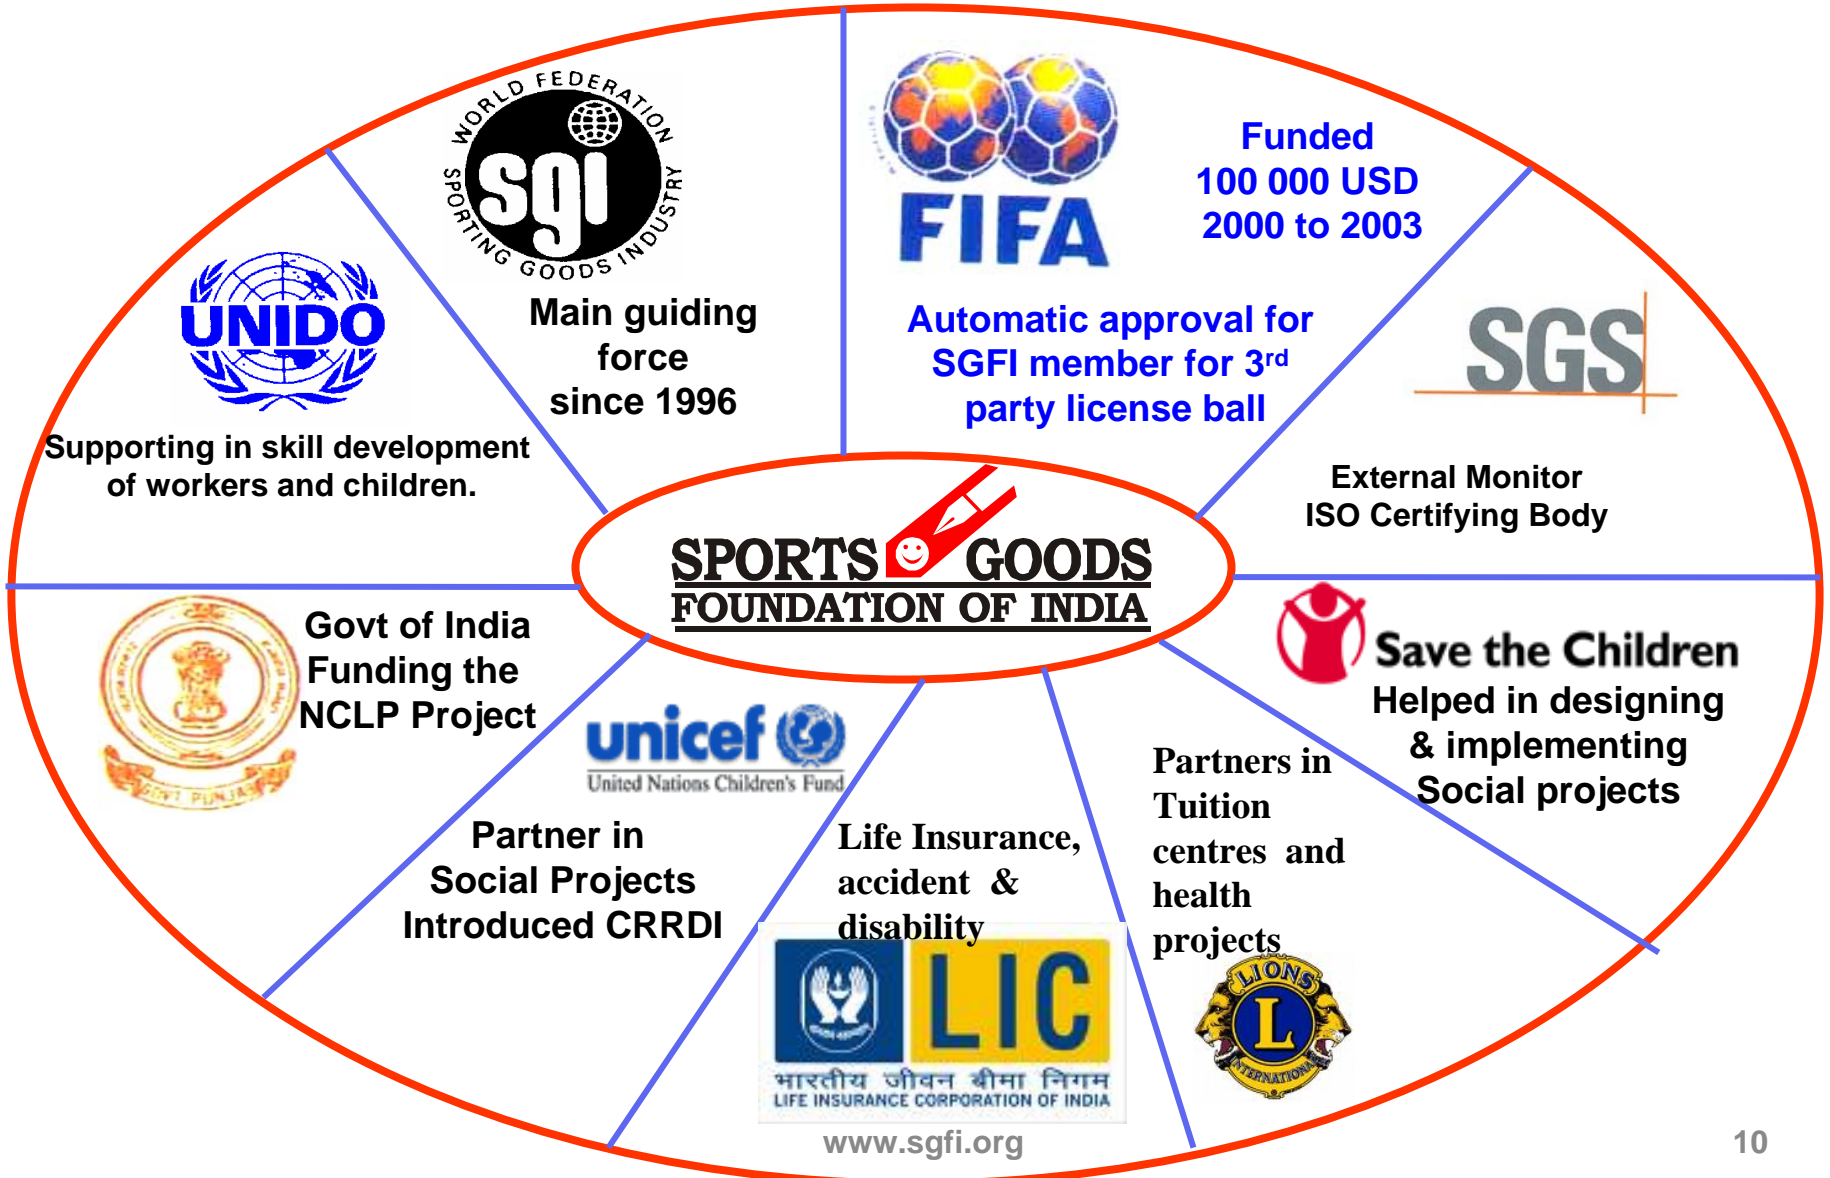 WORLD FEDERATION
sgi
SPORTING GOODS INDUSTRY
Main guiding
force
since 1996
FIFA
Funded
100 000 USD
2000 to 2003
Automatic approval for
SGFI member for 3rd
party license ball
UNIDO
Supporting in skill development
of workers and children.
SGS
External Monitor
ISO Certifying Body
SPORTS GOODS
FOUNDATION OF INDIA
Govt of India
Funding the
NCLP Project
GOVT PUNJAB
unicef
United Nations Children's Fund
Partner in
Social Projects
Introduced CRRDI
Life Insurance,
accident &
disability
LIC
भारतीय जीवन बीमा निगम
LIFE INSURANCE CORPORATION OF INDIA
Partners in
Tuition
centres and
health
projects
LIONS
L
INTERNATIONAL
Save the Children
Helped in designing
& implementing
Social projects
www.sgfi.org
10